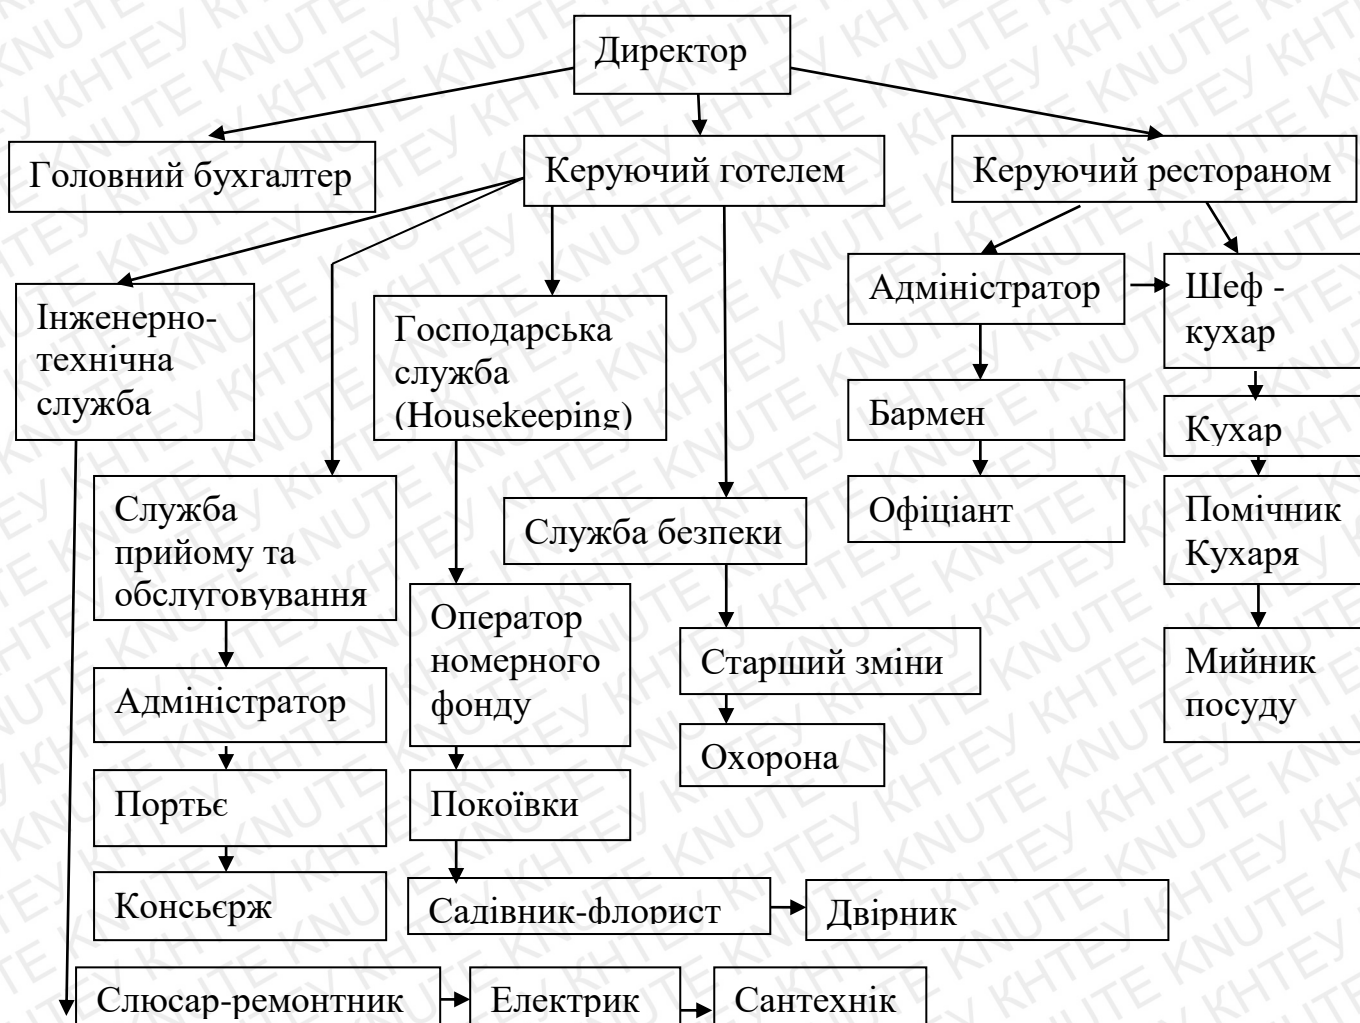 Директор
Головний бухгалтер
Керуючий готелем
Керуючий рестораном
Інженерно-
технічна
служба
Господарська
служба
(Housekeeping)
Адміністратор
Шеф -
кухар
Бармен
Кухар
Служба
прийому та
обслуговування
Служба безпеки
Офіціант
Помічник
Кухаря
Оператор
номерного
фонду
Старший зміни
Мийник
посуду
Адміністратор
Охорона
Портьє
Покоївки
Консьєрж
Садівник-флорист
Двірник
Слюсар-ремонтник
Електрик
Сантехнік
KNUTE КНТЕУ